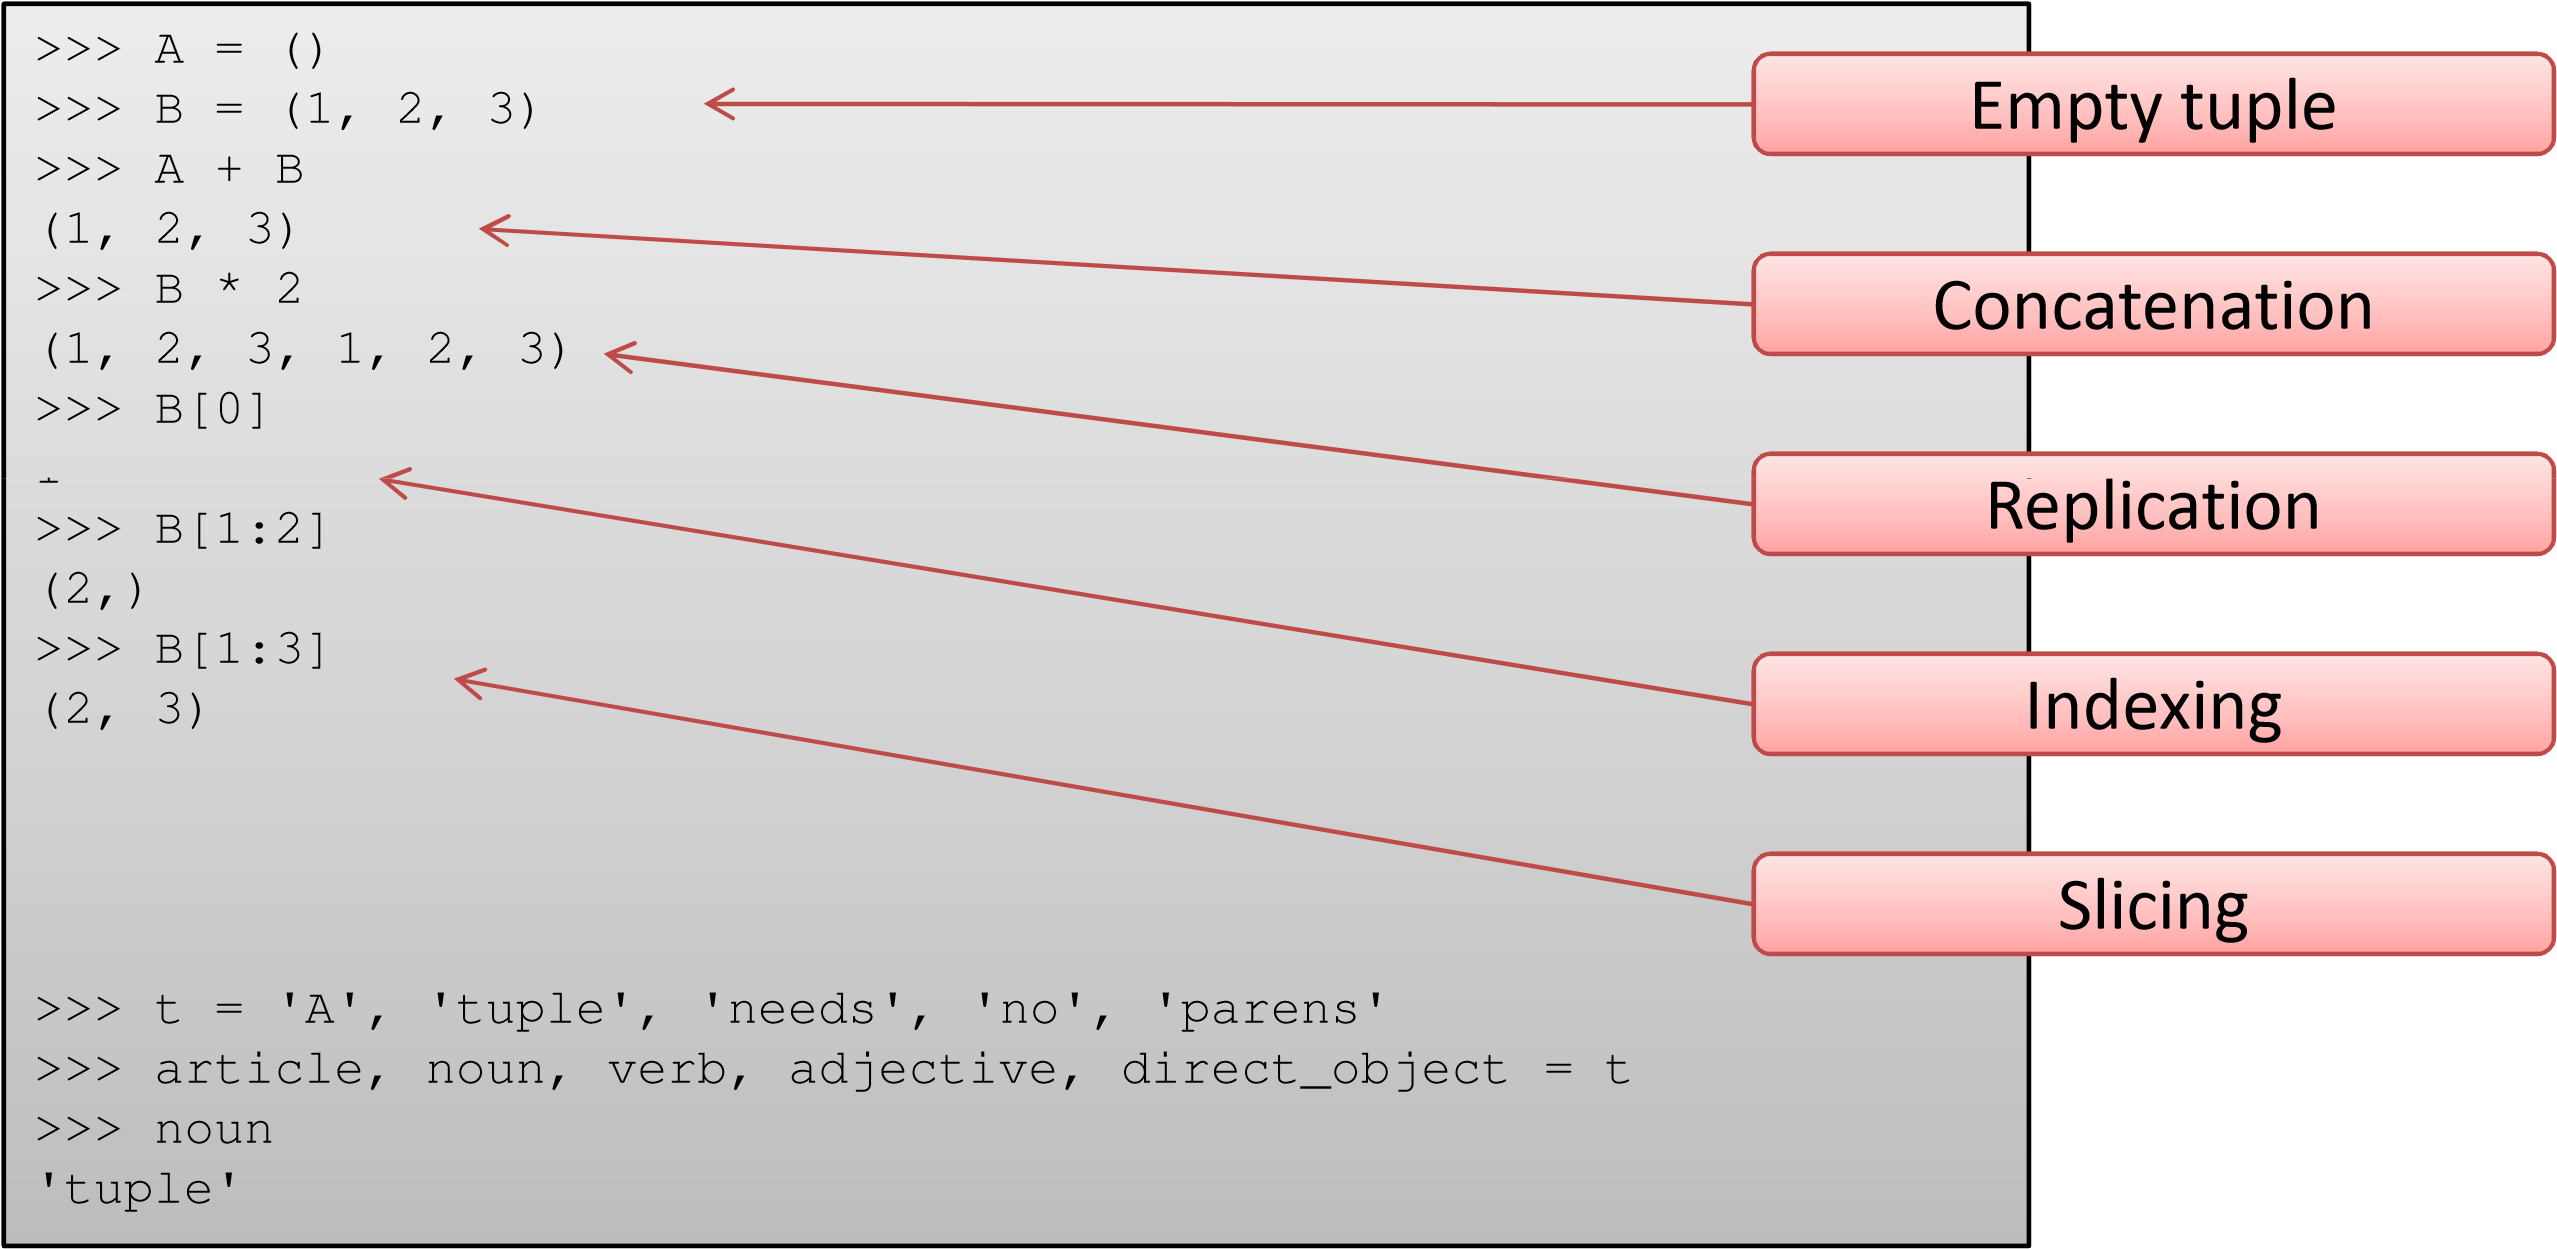 >>> A = ()
>>> B = (1, 2, 3)
>>> A + B
(1, 2, 3)
>>> B * 2
(1, 2, 3, 1, 2, 3)
>>> B[0]
>>> B[1:2]
(2,)
>>> B[1:3]
(2, 3)
>>> t = 'A', 'tuple', 'needs', 'no', 'parens'
>>> article, noun, verb, adjective, direct_object = t
>>> noun
'tuple'
Empty tuple
Concatenation
Replication
Indexing
Slicing